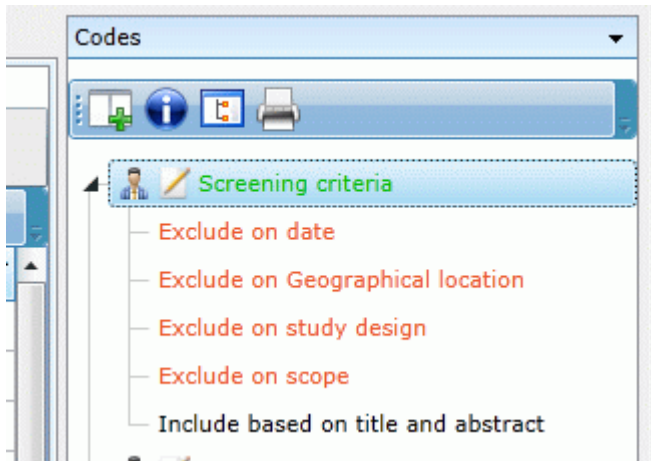 Codes
Screening criteria
Exclude on date
Exclude on Geographical location
Exclude on study design
Exclude on scope
Include based on title and abstract